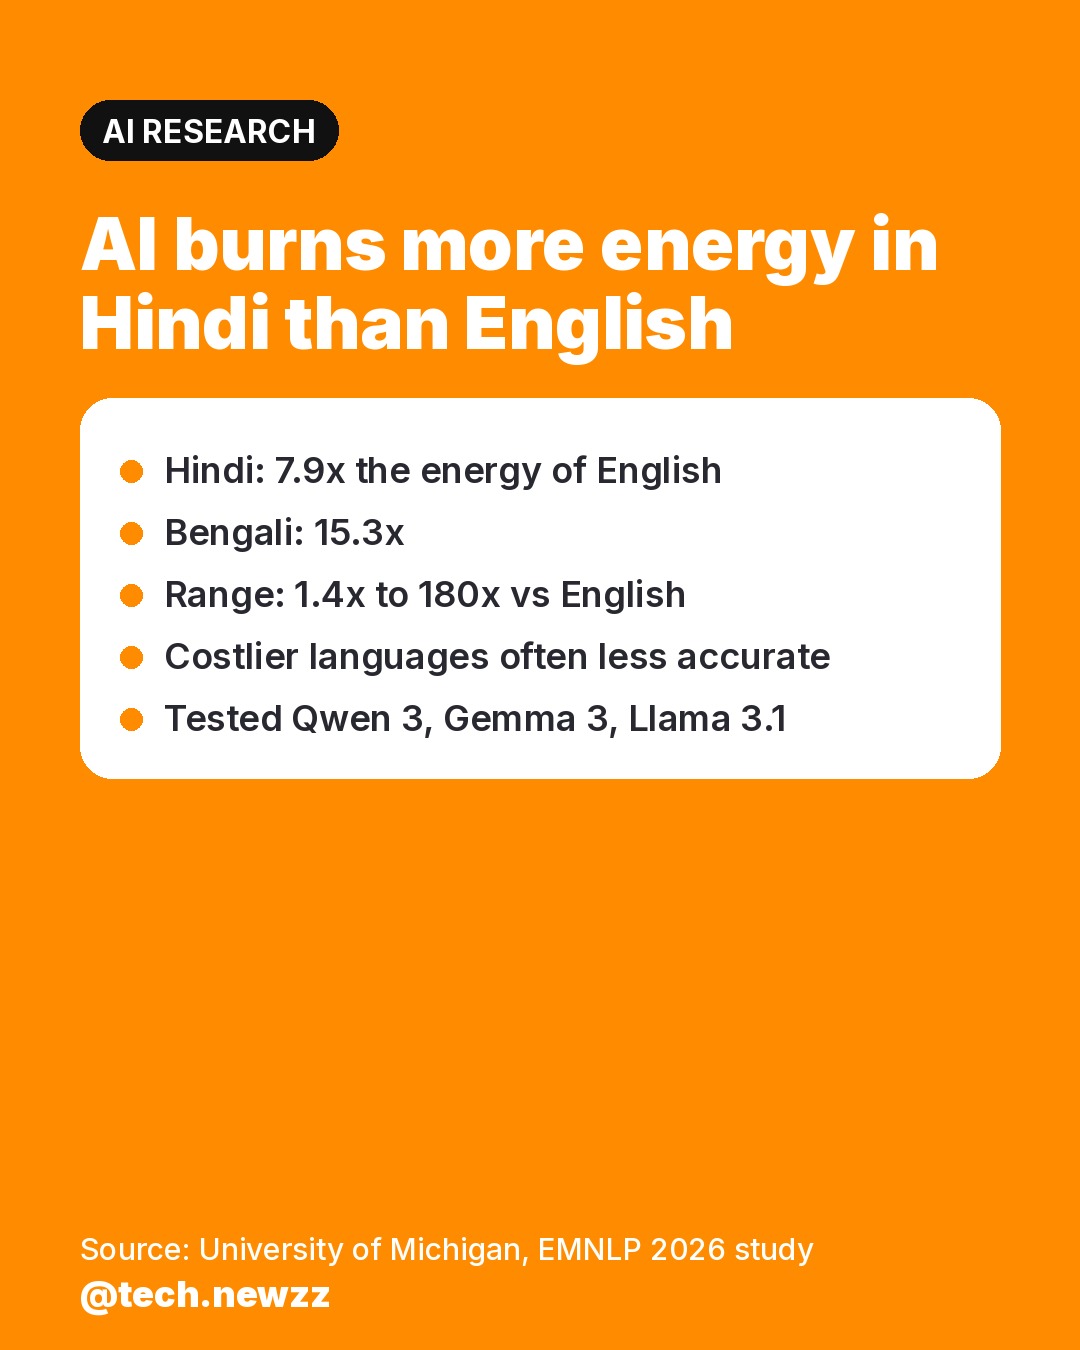 AI RESEARCH
AI burns more energy in
Hindi than English
Hindi: 7.9x the energy of English
Bengali: 15.3x
Range: 1.4x to 180x vs English
Costlier languages often less accurate
Tested Qwen 3, Gemma 3, Llama 3.1
Source: University of Michigan, EMNLP 2026 study
@tech.newzz